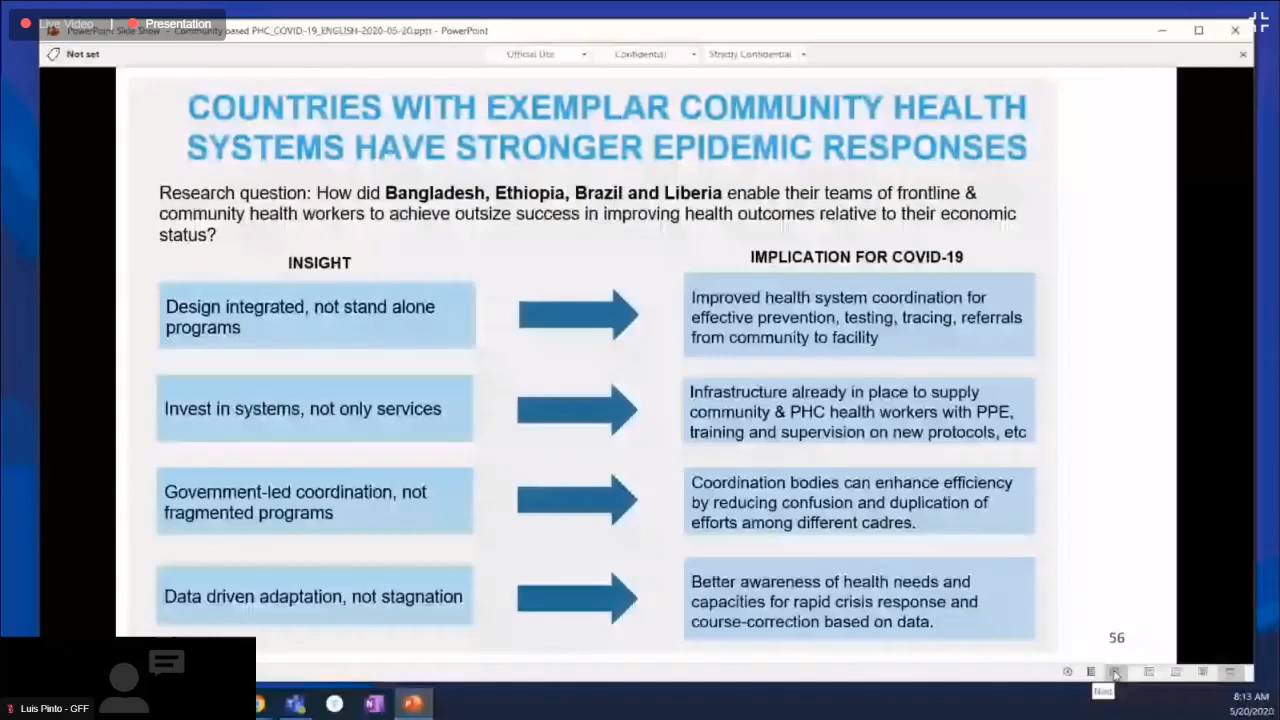 Live Video | Presentation
PowerPoint Slide Show - Community based PHC_COVID-19_ENGLISH-2020-05-20.pptx - PowerPoint
Not set
Official Use
Confidential
Strictly Confidential
COUNTRIES WITH EXEMPLAR COMMUNITY HEALTH
SYSTEMS HAVE STRONGER EPIDEMIC RESPONSES
Research question: How did Bangladesh, Ethiopia, Brazil and Liberia enable their teams of frontline &
community health workers to achieve outsize success in improving health outcomes relative to their economic
status?
INSIGHT
IMPLICATION FOR COVID-19
Design integrated, not stand alone
programs
Improved health system coordination for
effective prevention, testing, tracing, referrals
from community to facility
Invest in systems, not only services
Infrastructure already in place to supply
community & PHC health workers with PPE,
training and supervision on new protocols, etc
Government-led coordination, not
fragmented programs
Coordination bodies can enhance efficiency
by reducing confusion and duplication of
efforts among different cadres.
Data driven adaptation, not stagnation
Better awareness of health needs and
capacities for rapid crisis response and
course-correction based on data.
56
Next
Luis Pinto - GFF
8:13 AM
5/20/2020